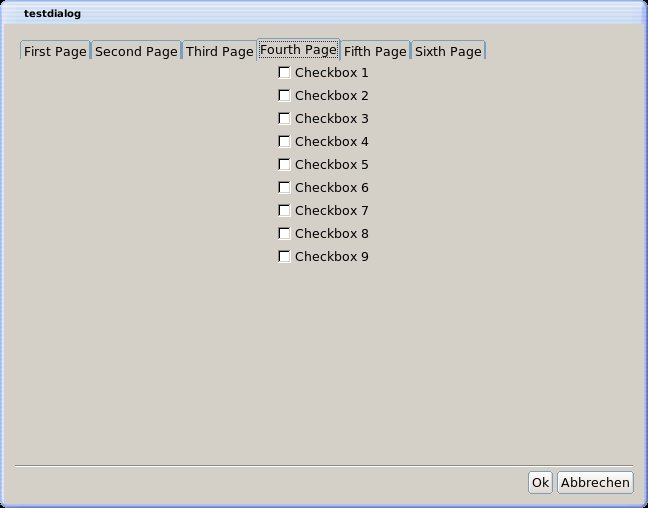 testdialog
First Page Second Page Third Page Fourth Page Fifth Page Sixth Page
Checkbox 1
Checkbox 2
Checkbox 3
Checkbox 4
Checkbox 5
Checkbox 6
Checkbox 7
Checkbox 8
Checkbox 9
Ok Abbrechen